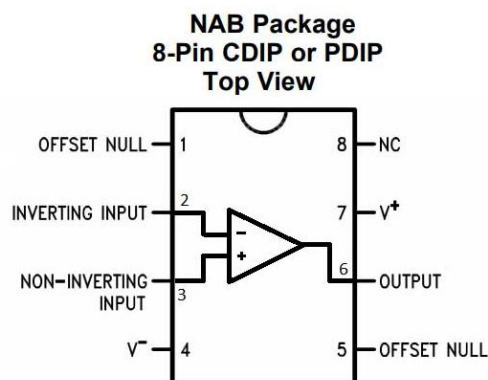 NAB Package
8-Pin CDIP or PDIP
Top View
OFFSET NULL 1 8 NC
INVERTING INPUT 2 7 V+
-
+
NON-INVERTING INPUT 3 6 OUTPUT
V- 4 5 OFFSET NULL